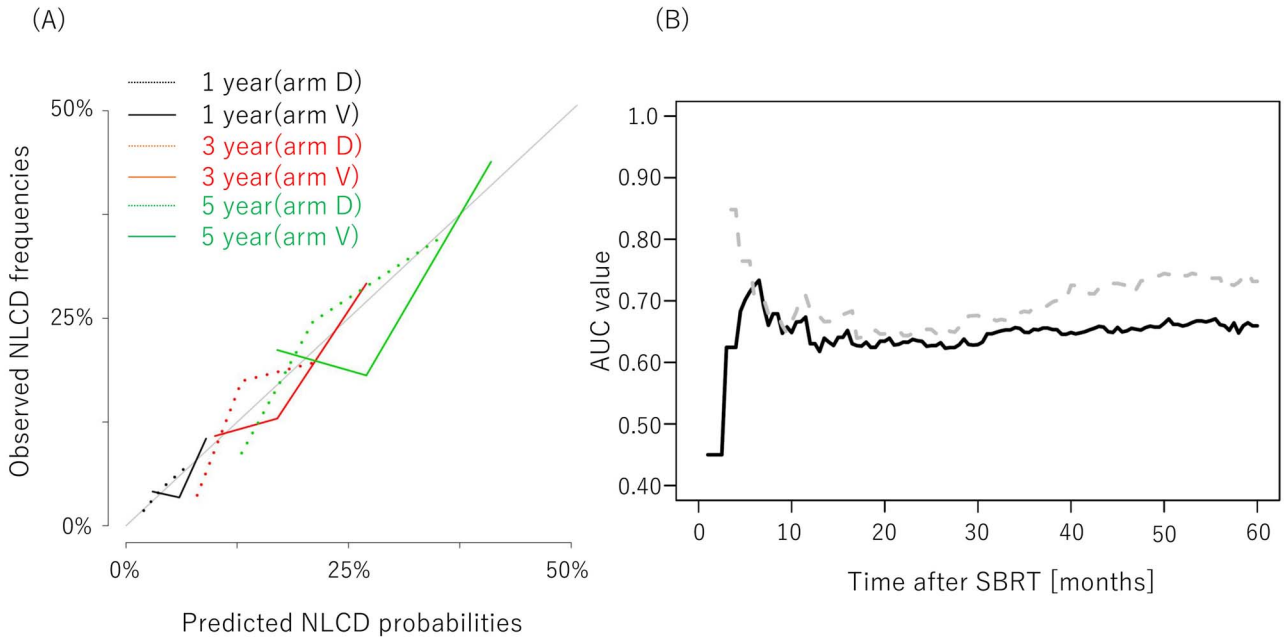 (A)
1 year(arm D)
1 year(arm V)
3 year(arm D)
3 year(arm V)
5 year(arm D)
5 year(arm V)
50%
25%
0%
Observed NLCD frequencies
0%
25%
50%
Predicted NLCD probabilities
(B)
1.0
0.90
0.80
0.70
0.60
0.50
0.40
AUC value
0
10
20
30
40
50
60
Time after SBRT [months]